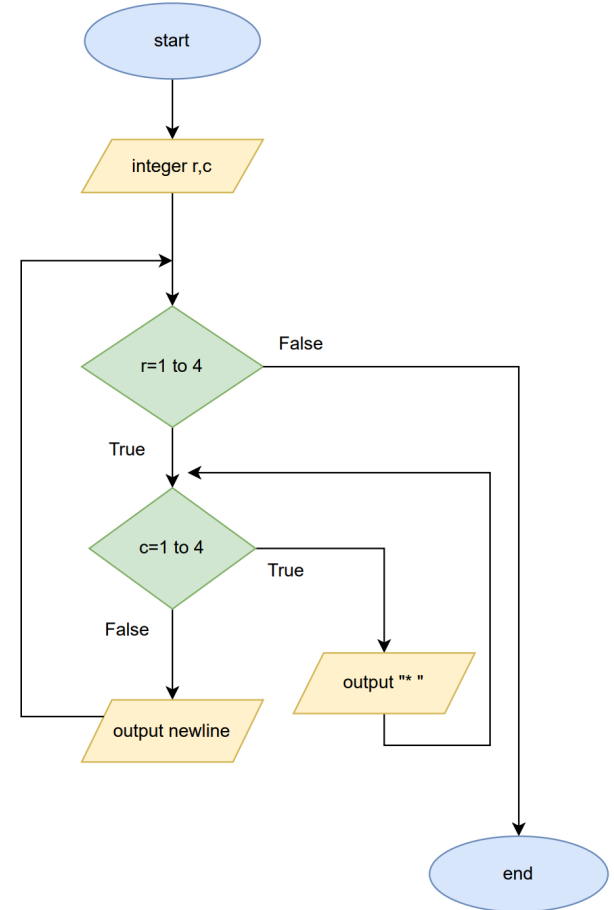 start
integer r,c
r=1 to 4
False
True
c=1 to 4
True
False
output "* "
output newline
end